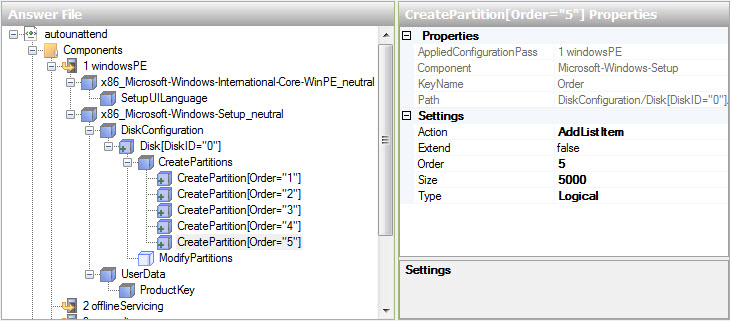 Answer File
autounattend
Components
1 windowsPE
x86_Microsoft-Windows-International-Core-WinPE_neutral
SetupUILanguage
x86_Microsoft-Windows-Setup_neutral
DiskConfiguration
Disk[DiskID="0"]
CreatePartitions
CreatePartition[Order="1"]
CreatePartition[Order="2"]
CreatePartition[Order="3"]
CreatePartition[Order="4"]
CreatePartition[Order="5"]
ModifyPartitions
UserData
ProductKey
2 offlineServicing
CreatePartition[Order="5"] Properties
Properties
AppliedConfigurationPass 1 windowsPE
Component Microsoft-Windows-Setup
KeyName Order
Path DiskConfiguration/Disk[DiskID="0"].
Settings
Action AddListItem
Extend false
Order 5
Size 5000
Type Logical
Settings